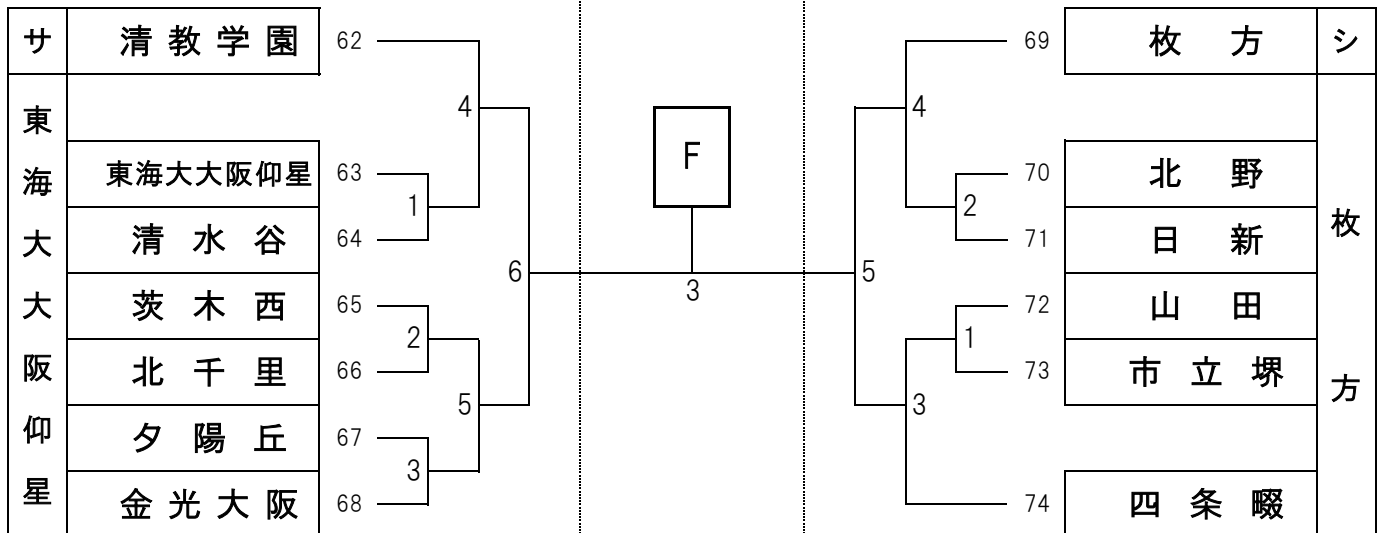 サ 清教学園 62
東海大大阪仰星
東海大大阪仰星 63
清水谷 64
茨木西 65
北千里 66
夕陽丘 67
金光大阪 68
4
1
6
2
5
3
F
3
69 枚方 シ
枚方
70 北野
71 日新
72 山田
73 市立堺
74 四条畷
4
2
5
1
3